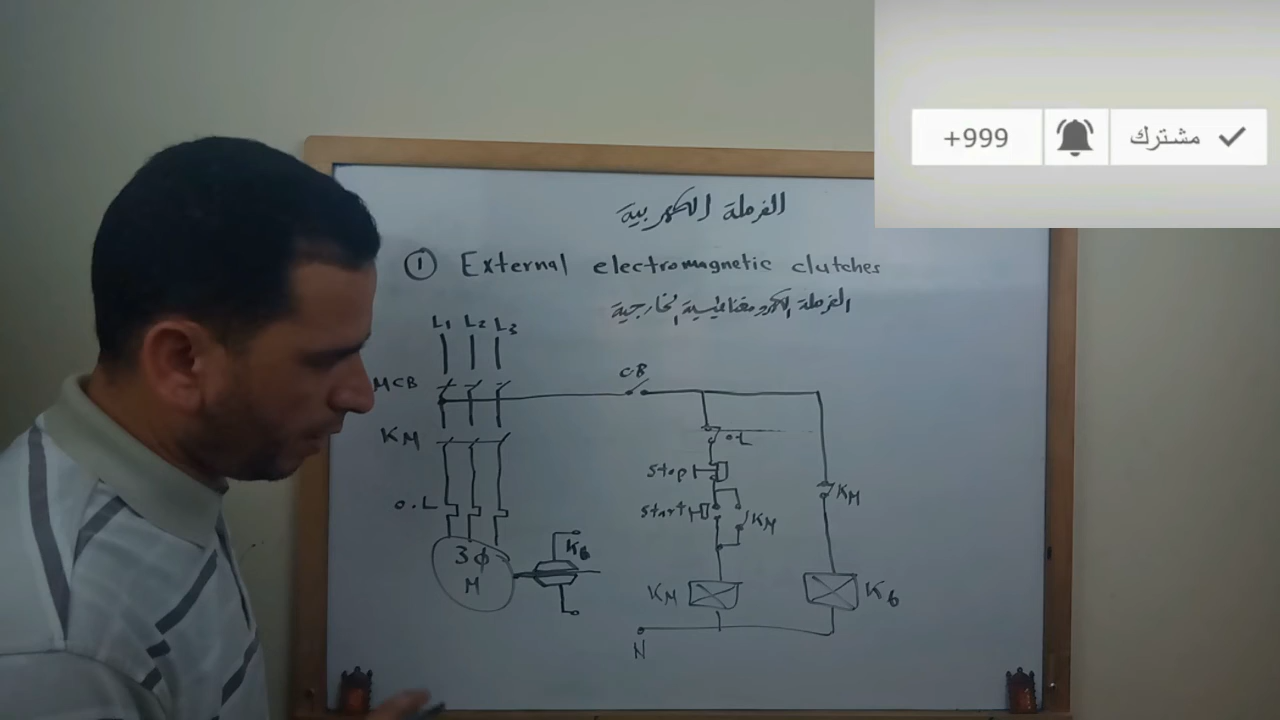 +999 مشترك
الفرملة الكهربية
① External electromagnetic clutches
الفرملة الكهرومغناطيسية الخارجية
L1 L2 L3
CB
MCB
KM
O.L
stop
KM
O.L
start
KM
3ϕ
M
Kb
KM
Kb
N